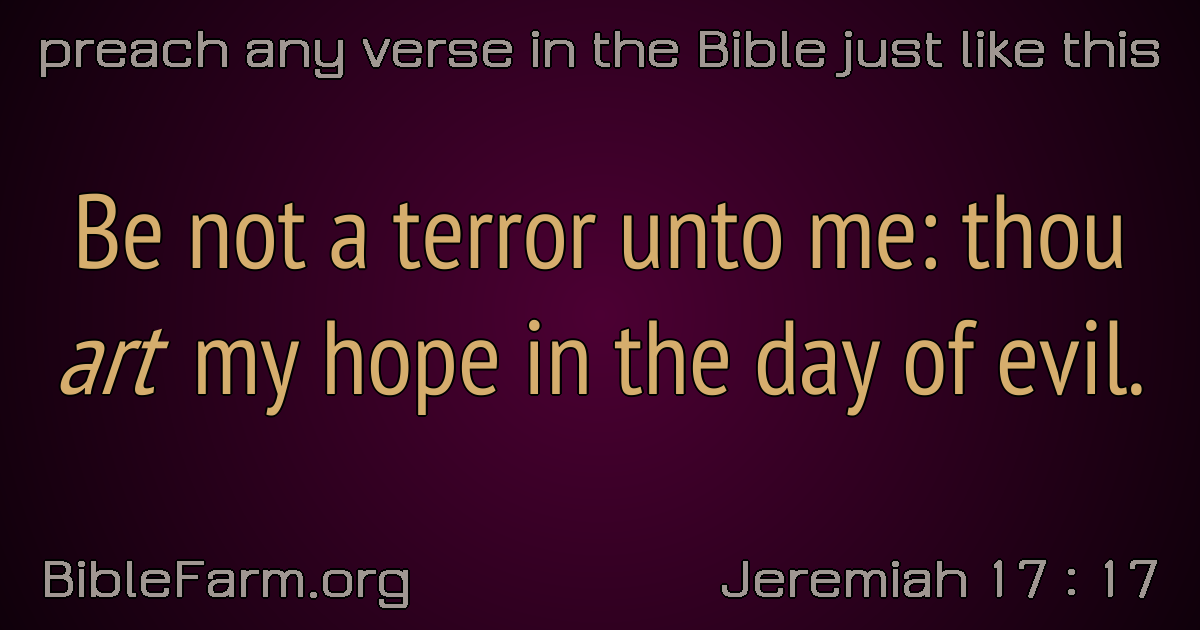 preach any verse in the Bible just like this
Be not a terror unto me: thou
art my hope in the day of evil.
BibleFarm.org
Jeremiah 17 : 17